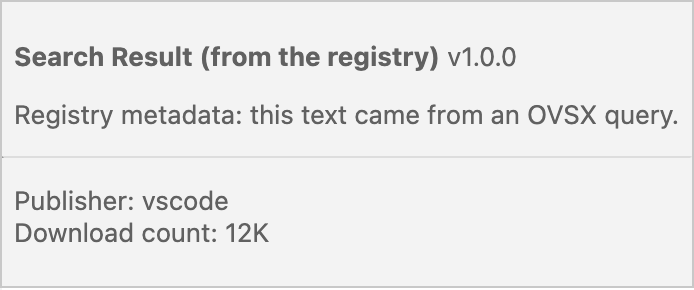 Search Result (from the registry) v1.0.0
Registry metadata: this text came from an OVSX query.
Publisher: vscode
Download count: 12K